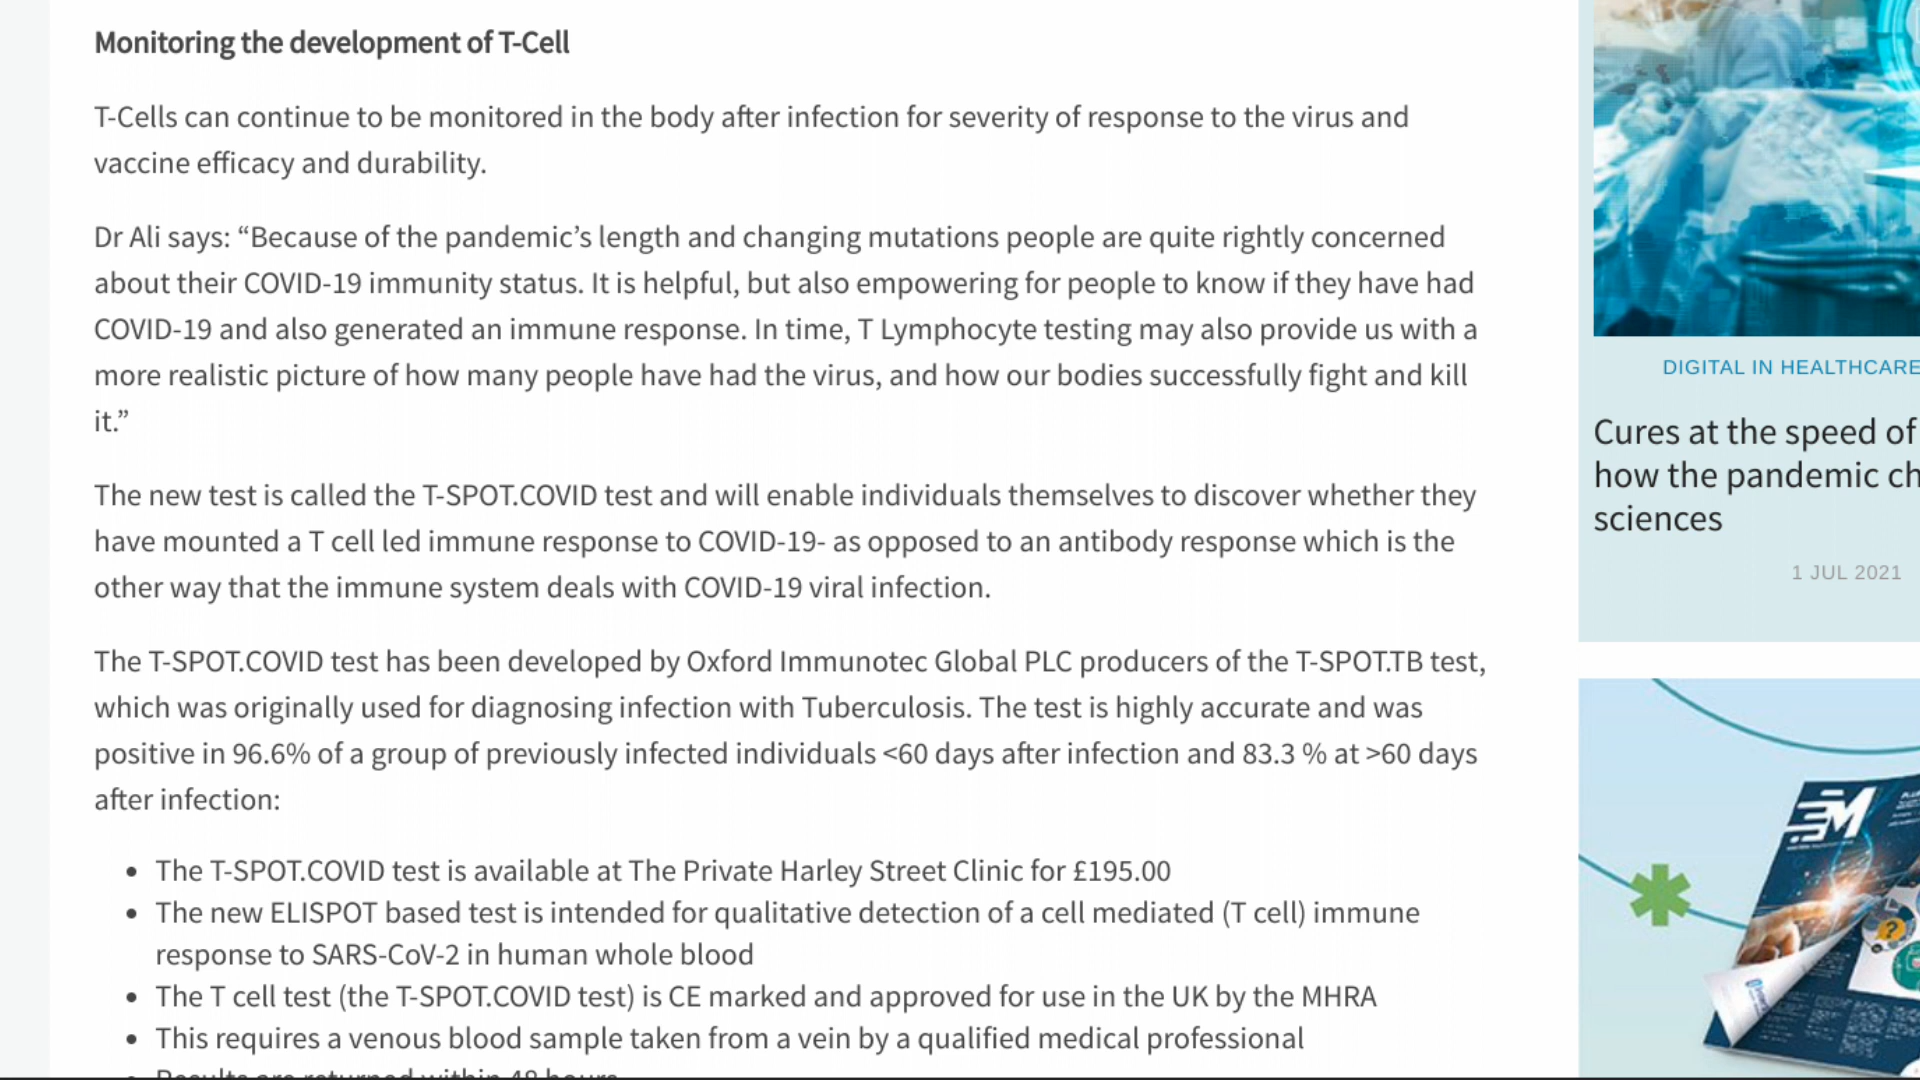 Monitoring the development of T-Cell
T-Cells can continue to be monitored in the body after infection for severity of response to the virus and
vaccine efficacy and durability.
Dr Ali says: “Because of the pandemic’s length and changing mutations people are quite rightly concerned
about their COVID-19 immunity status. It is helpful, but also empowering for people to know if they have had
COVID-19 and also generated an immune response. In time, T Lymphocyte testing may also provide us with a
more realistic picture of how many people have had the virus, and how our bodies successfully fight and kill
it.”
The new test is called the T-SPOT.COVID test and will enable individuals themselves to discover whether they
have mounted a T cell led immune response to COVID-19- as opposed to an antibody response which is the
other way that the immune system deals with COVID-19 viral infection.
The T-SPOT.COVID test has been developed by Oxford Immunotec Global PLC producers of the T-SPOT.TB test,
which was originally used for diagnosing infection with Tuberculosis. The test is highly accurate and was
positive in 96.6% of a group of previously infected individuals <60 days after infection and 83.3 % at >60 days
after infection:
• The T-SPOT.COVID test is available at The Private Harley Street Clinic for £195.00
• The new ELISPOT based test is intended for qualitative detection of a cell mediated (T cell) immune
response to SARS-CoV-2 in human whole blood
• The T cell test (the T-SPOT.COVID test) is CE marked and approved for use in the UK by the MHRA
• This requires a venous blood sample taken from a vein by a qualified medical professional
• Results are returned within 48 hours
DIGITAL IN HEALTHCARE
Cures at the speed of
how the pandemic ch
sciences
1 JUL 2021
EM